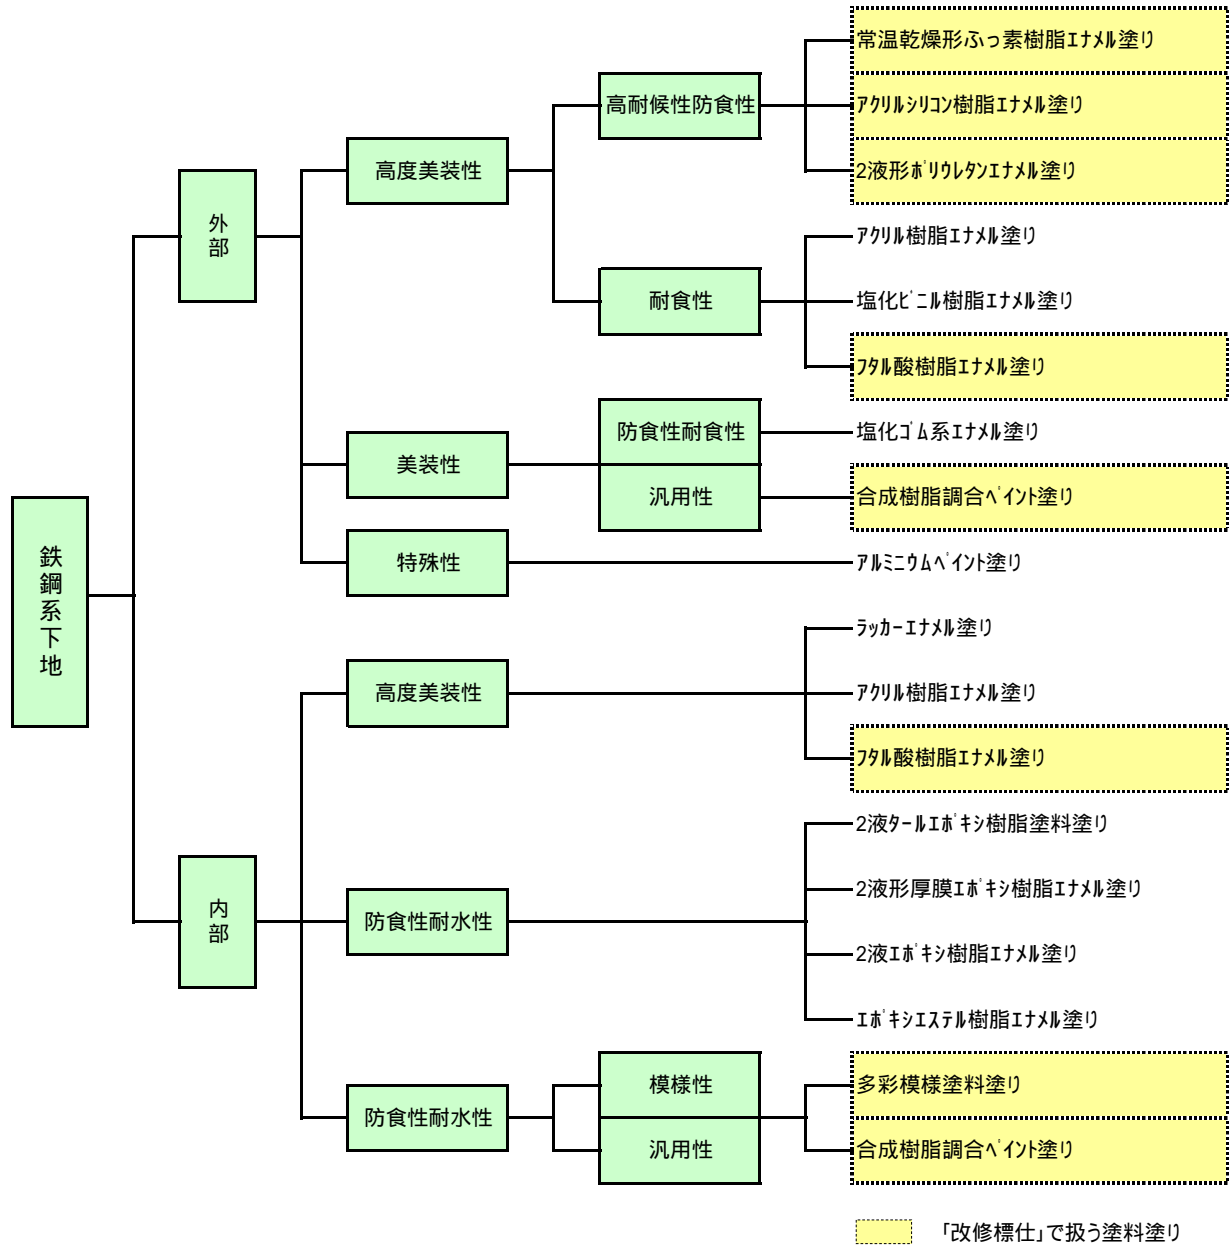 常温乾燥形ふっ素樹脂ｴﾅﾒﾙ塗り
高耐候性防食性
ｱｸﾘﾙｼﾘｺﾝ樹脂ｴﾅﾒﾙ塗り
高度美装性
2液形ﾎﾟﾘｳﾚﾀﾝｴﾅﾒﾙ塗り
外部
ｱｸﾘﾙ樹脂ｴﾅﾒﾙ塗り
耐食性
塩化ﾋﾞﾆﾙ樹脂ｴﾅﾒﾙ塗り
ﾌﾀﾙ酸樹脂ｴﾅﾒﾙ塗り
防食性耐食性
塩化ｺﾞﾑ系ｴﾅﾒﾙ塗り
美装性
汎用性
合成樹脂調合ﾍﾟｲﾝﾄ塗り
特殊性
ｱﾙﾐﾆｳﾑﾍﾟｲﾝﾄ塗り
鉄鋼系下地
ﾗｯｶｰｴﾅﾒﾙ塗り
高度美装性
ｱｸﾘﾙ樹脂ｴﾅﾒﾙ塗り
ﾌﾀﾙ酸樹脂ｴﾅﾒﾙ塗り
2液ﾀｰﾙｴﾎﾟｷｼ樹脂塗料塗り
2液形厚膜ｴﾎﾟｷｼ樹脂ｴﾅﾒﾙ塗り
内部
防食性耐水性
2液ｴﾎﾟｷｼ樹脂ｴﾅﾒﾙ塗り
ｴﾎﾟｷｼｴｽﾃﾙ樹脂ｴﾅﾒﾙ塗り
模様性
多彩模様塗料塗り
防食性耐水性
汎用性
合成樹脂調合ﾍﾟｲﾝﾄ塗り
「改修標仕」で扱う塗料塗り